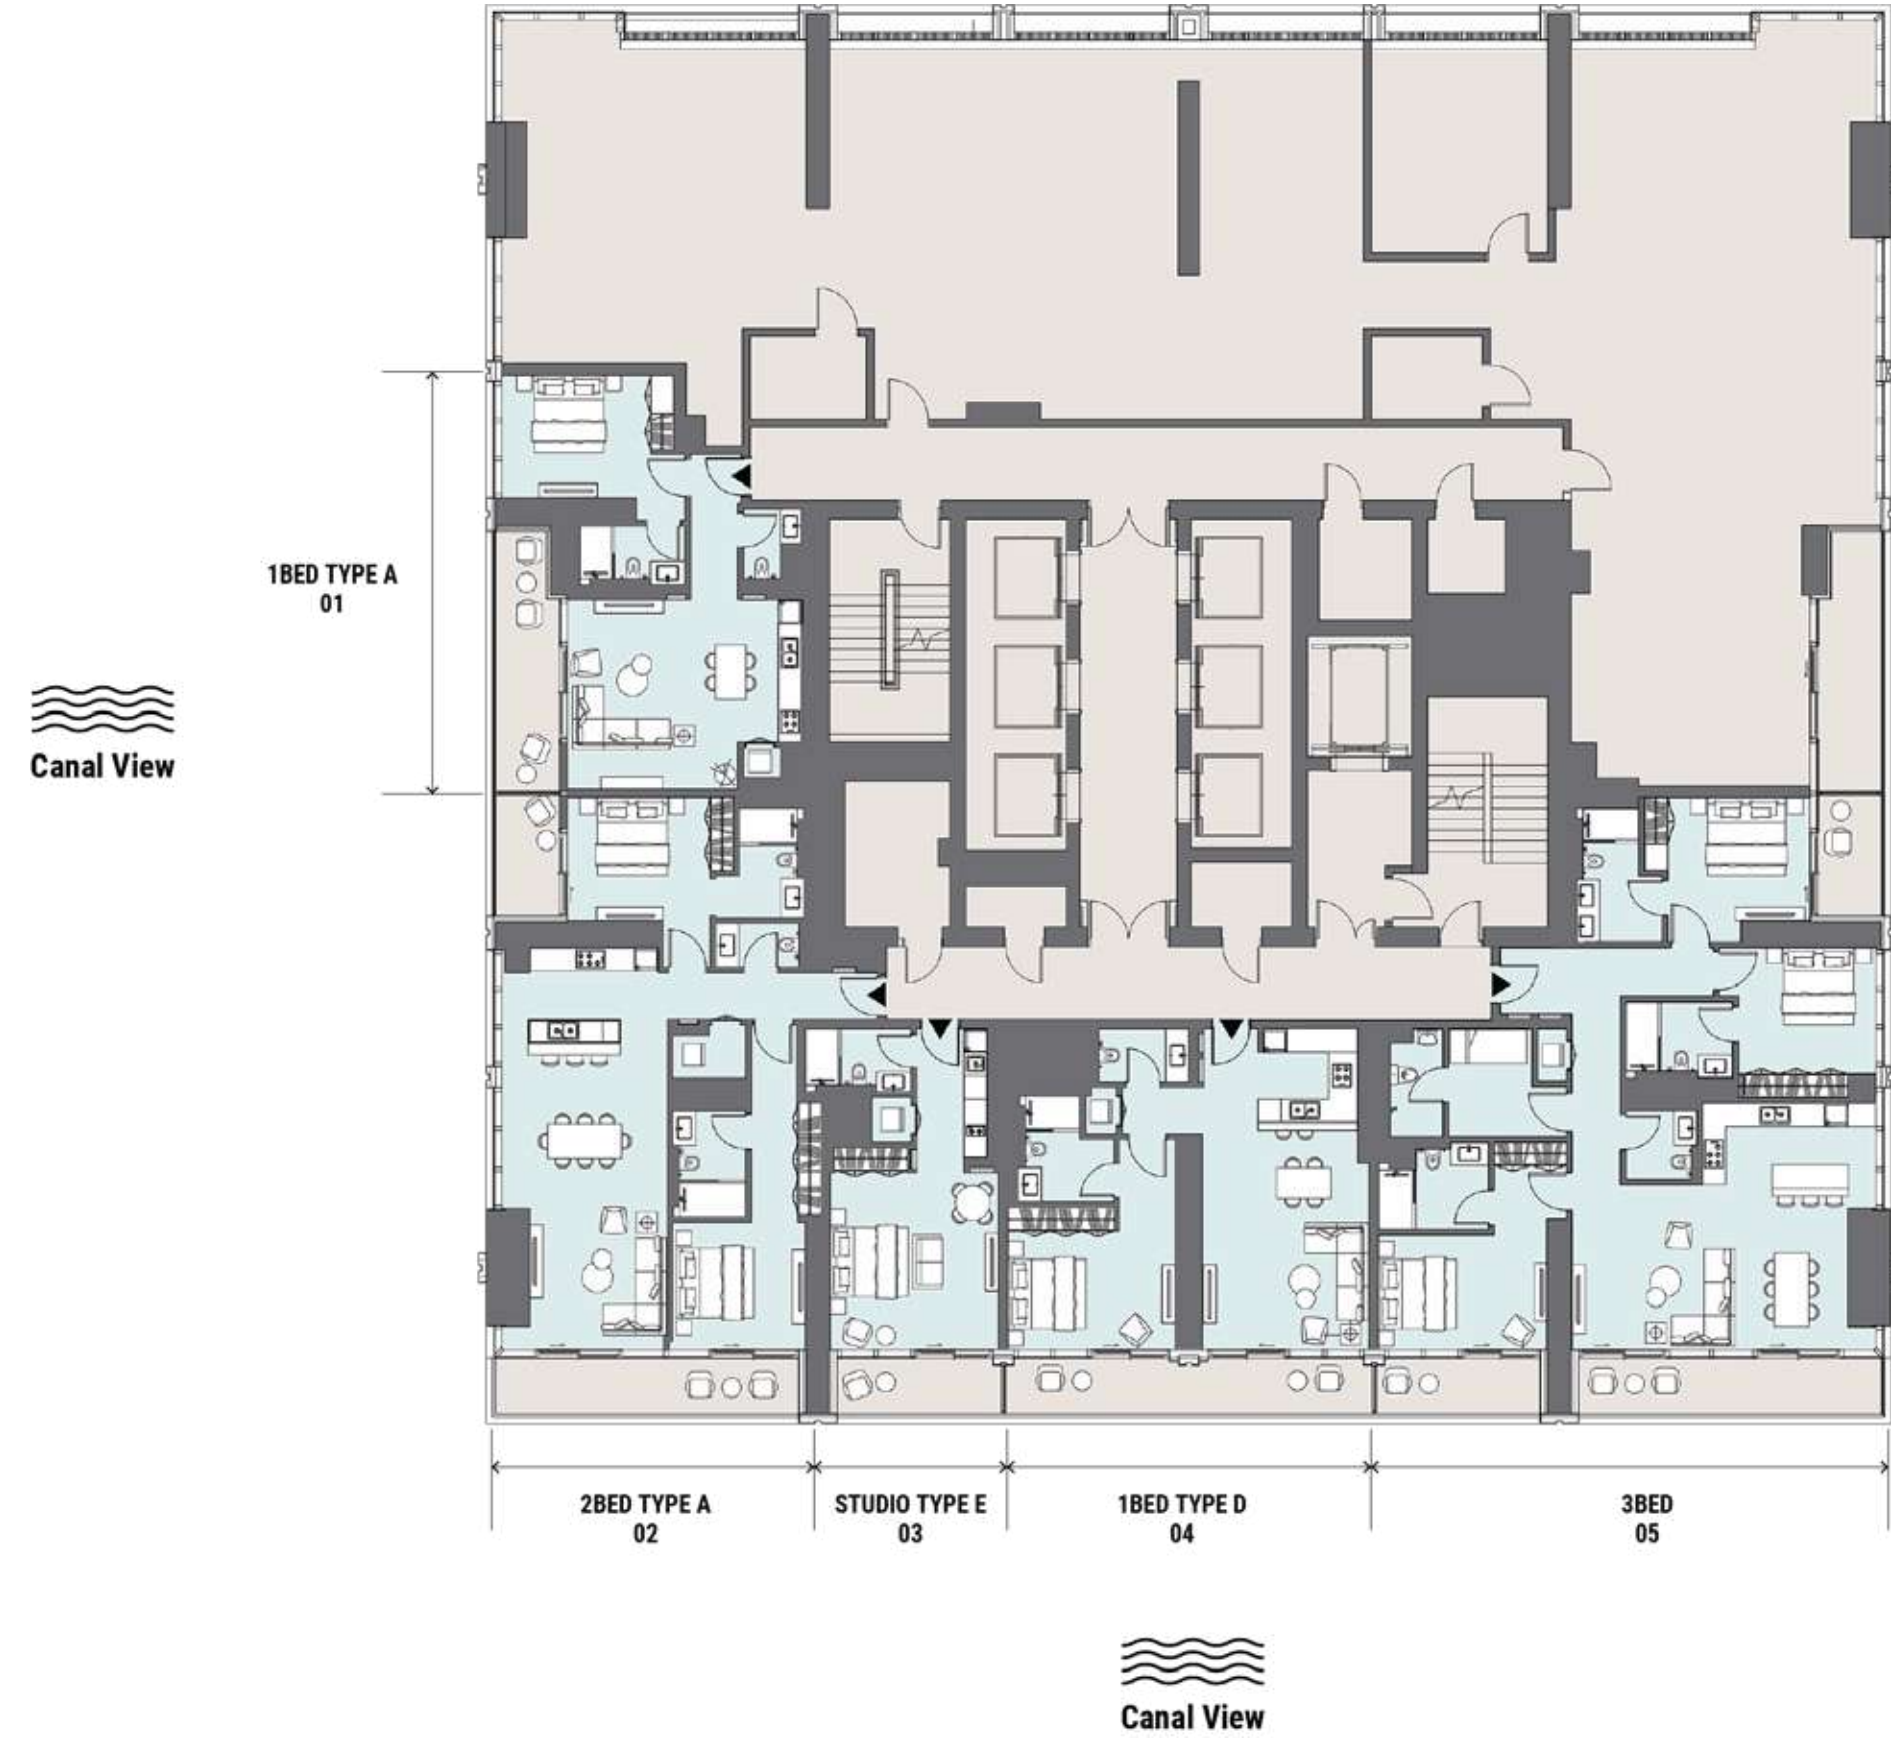 1BED TYPE A
01
Canal View
2BED TYPE A
02
STUDIO TYPE E
03
1BED TYPE D
04
3BED
05
Canal View